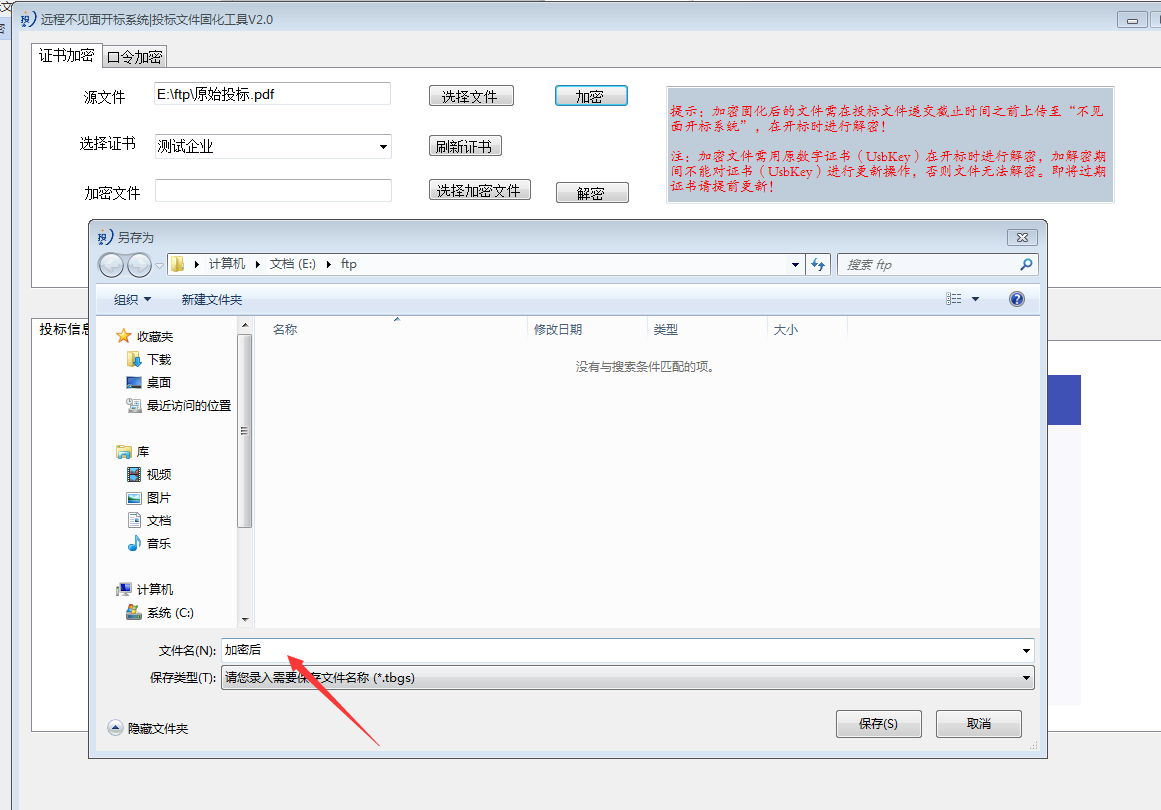 远程不见面开标系统|投标文件固化工具V2.0
证书加密
口令加密
源文件
E:\ftp\原始投标.pdf
选择文件
加密
选择证书
测试企业
刷新证书
加密文件
选择加密文件
解密
提示：加密固化后的文件需在投标文件递交截止时间之前上传至“不见
面开标系统”，在开标时进行解密！
注：加密文件需用原数字证书（UsbKey）在开标时进行解密，加解密期
间不能对证书（UsbKey）进行更新操作，否则文件无法解密。即将过期
证书请提前更新！
投标信息
另存为
计算机 文档 (E:) ftp
搜索 ftp
组织
新建文件夹
名称
修改日期
类型
大小
没有与搜索条件匹配的项。
收藏夹
下载
桌面
最近访问的位置
库
视频
图片
文档
音乐
计算机
系统 (C:)
文件名(N):
加密后
保存类型(T):
请您录入需要保存文件名称 (*.tbgs)
隐藏文件夹
保存(S)
取消